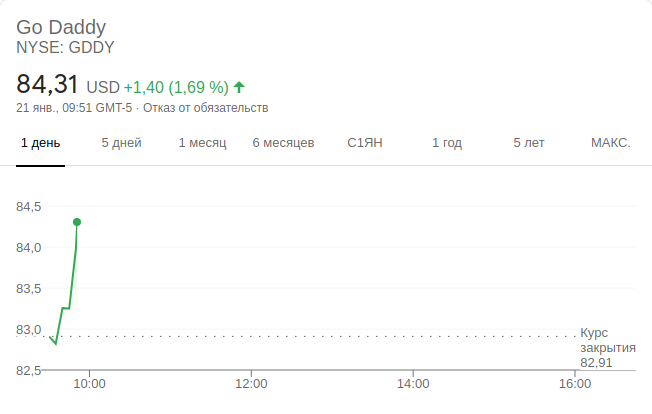 Go Daddy
NYSE: GDDY
84,31 USD +1,40 (1,69 %)
21 янв., 09:51 GMT-5 · Отказ от обязательств
1 день 5 дней 1 месяц 6 месяцев С1ЯН 1 год 5 лет МАКС.
84,5
84,0
83,5
83,0
Курс
закрытия
82,91
82,5
10:00 12:00 14:00 16:00